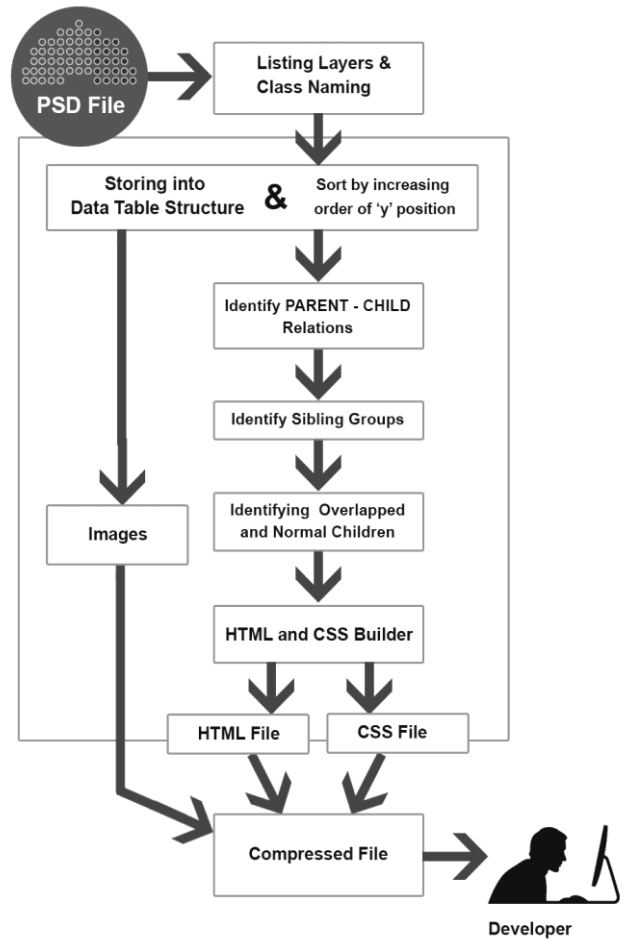 PSD File
Listing Layers &
Class Naming
Storing into
Data Table Structure
&
Sort by increasing
order of ‘y’ position
Identify PARENT - CHILD
Relations
Identify Sibling Groups
Identifying Overlapped
and Normal Children
Images
HTML and CSS Builder
HTML File
CSS File
Compressed File
Developer